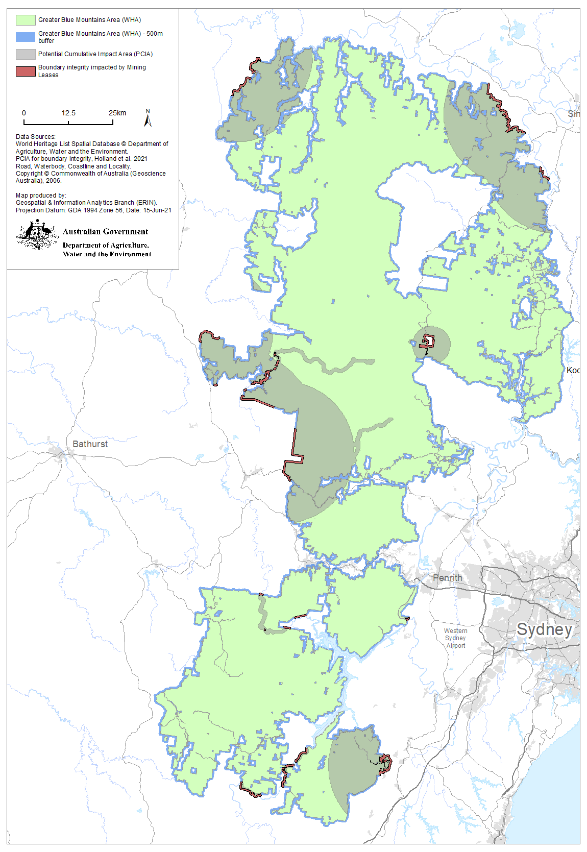 Greater Blue Mountains Area (WHA)
Greater Blue Mountains Area (WHA) - 500m
buffer
Potential Cumulative Impact Area (PCIA)
Boundary integrity impacted by Mining
Leases
0 12.5 25km
N
Data Sources:
World Heritage List Spatial Database © Department of
Agriculture, Water and the Environment.
PCIA for boundary Integrity, Holland et al. 2021
Road, Waterbody, Coastline and Locality.
Copyright © Commonwealth of Australia (Geoscience
Australia), 2006.
Map produced by:
Geospatial & Information Analytics Branch (ERIN).
Projection Datum: GDA 1994 Zone 56, Date: 15-Jun-21
Australian Government
Department of Agriculture,
Water and the Environment
Sin
Koo
Bathurst
Penrith
Sydney
Western
Sydney
Airport